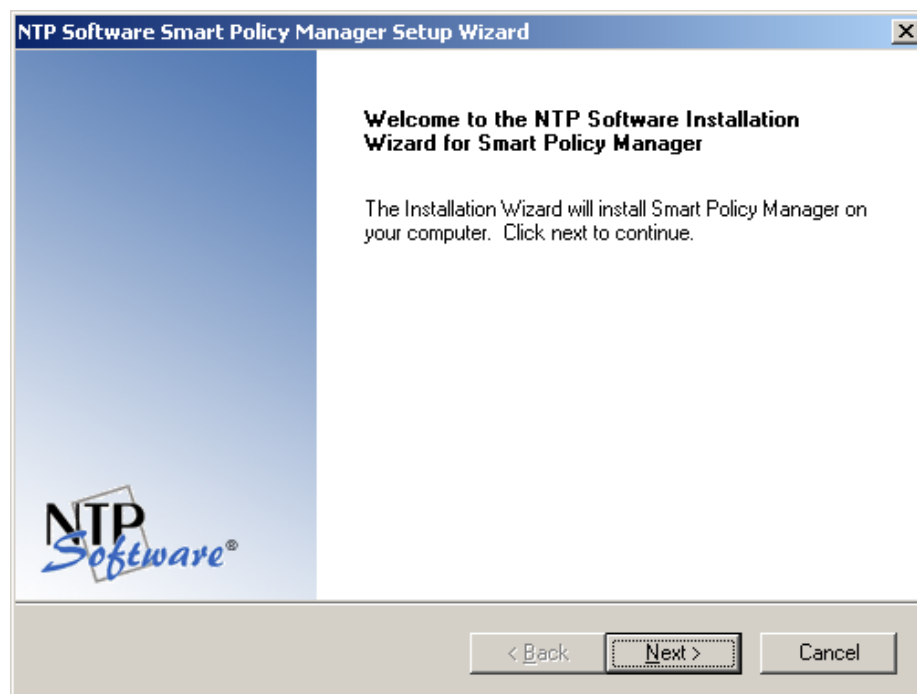 NTP Software Smart Policy Manager Setup Wizard
Welcome to the NTP Software Installation
Wizard for Smart Policy Manager
The Installation Wizard will install Smart Policy Manager on
your computer.  Click next to continue.
NTP
Software®
< Back
Next >
Cancel